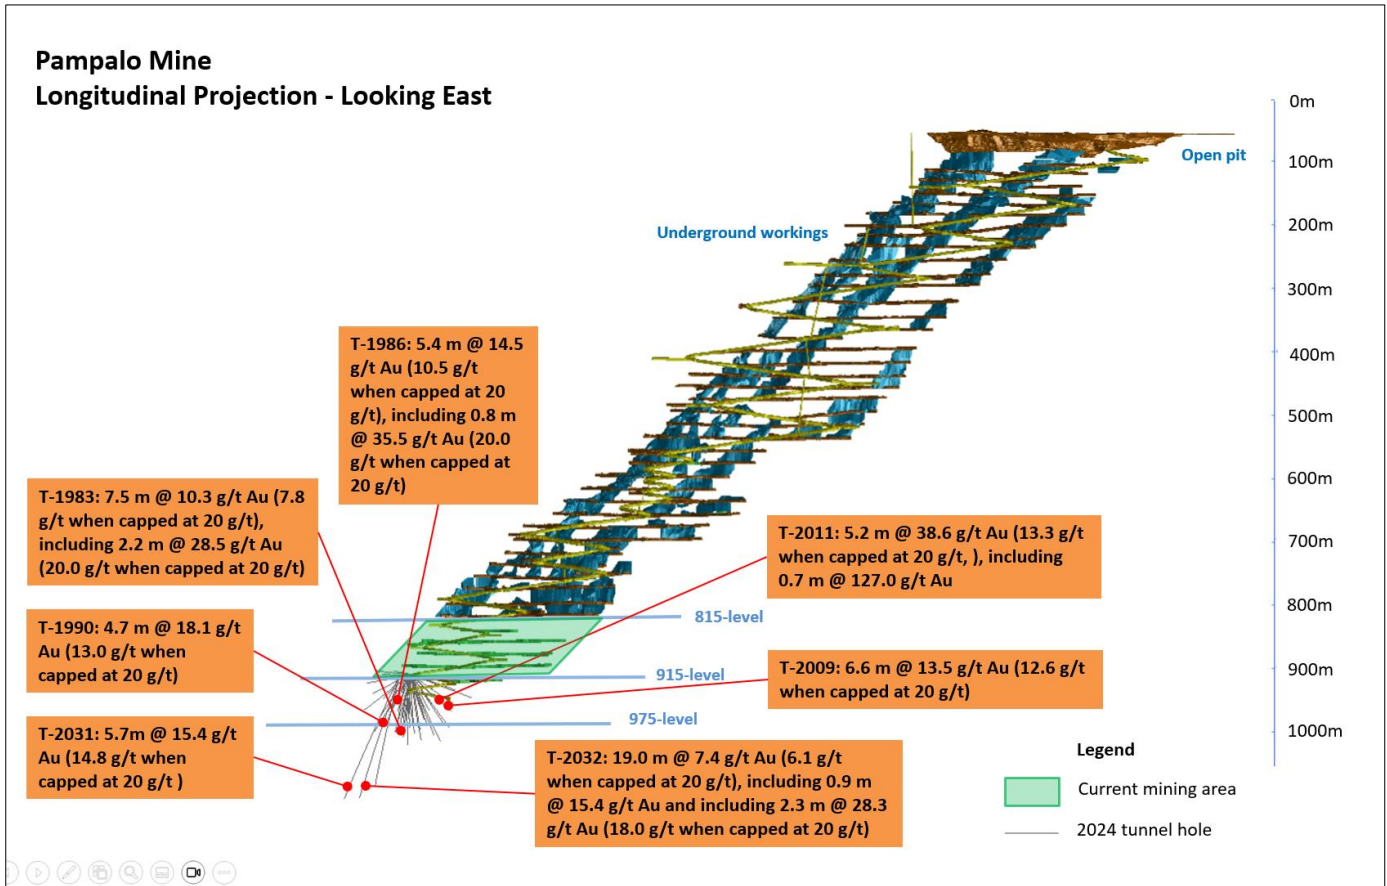 Pampalo Mine
Longitudinal Projection - Looking East
0m
Open pit
100m
Underground workings
200m
300m
400m
500m
600m
700m
800m
900m
1000m
T-1986: 5.4 m @ 14.5
g/t Au (10.5 g/t
when capped at 20
g/t), including 0.8 m
@ 35.5 g/t Au (20.0
g/t when capped at
20 g/t)
T-1983: 7.5 m @ 10.3 g/t Au (7.8
g/t when capped at 20 g/t),
including 2.2 m @ 28.5 g/t Au
(20.0 g/t when capped at 20 g/t)
T-2011: 5.2 m @ 38.6 g/t Au (13.3 g/t
when capped at 20 g/t, ), including
0.7 m @ 127.0 g/t Au
T-1990: 4.7 m @ 18.1 g/t
Au (13.0 g/t when
capped at 20 g/t)
815-level
915-level
975-level
T-2009: 6.6 m @ 13.5 g/t Au (12.6 g/t
when capped at 20 g/t)
T-2031: 5.7m @ 15.4 g/t
Au (14.8 g/t when
capped at 20 g/t )
T-2032: 19.0 m @ 7.4 g/t Au (6.1 g/t
when capped at 20 g/t), including 0.9 m
@ 15.4 g/t Au and including 2.3 m @ 28.3
g/t Au (18.0 g/t when capped at 20 g/t)
Legend
Current mining area
2024 tunnel hole